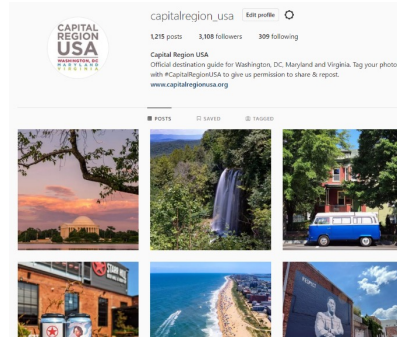 capitalregion_usa Edit profile
CAPITAL
REGION
USA
WASHINGTON, DC
MARYLAND
VIRGINIA
1,215 posts 3,108 followers 309 following
Capital Region USA
Official destination guide for Washington, DC, Maryland and Virginia. Tag your photo
with #CapitalRegionUSA to give us permission to share & repost.
www.capitalregionusa.org
POSTS SAVED TAGGED